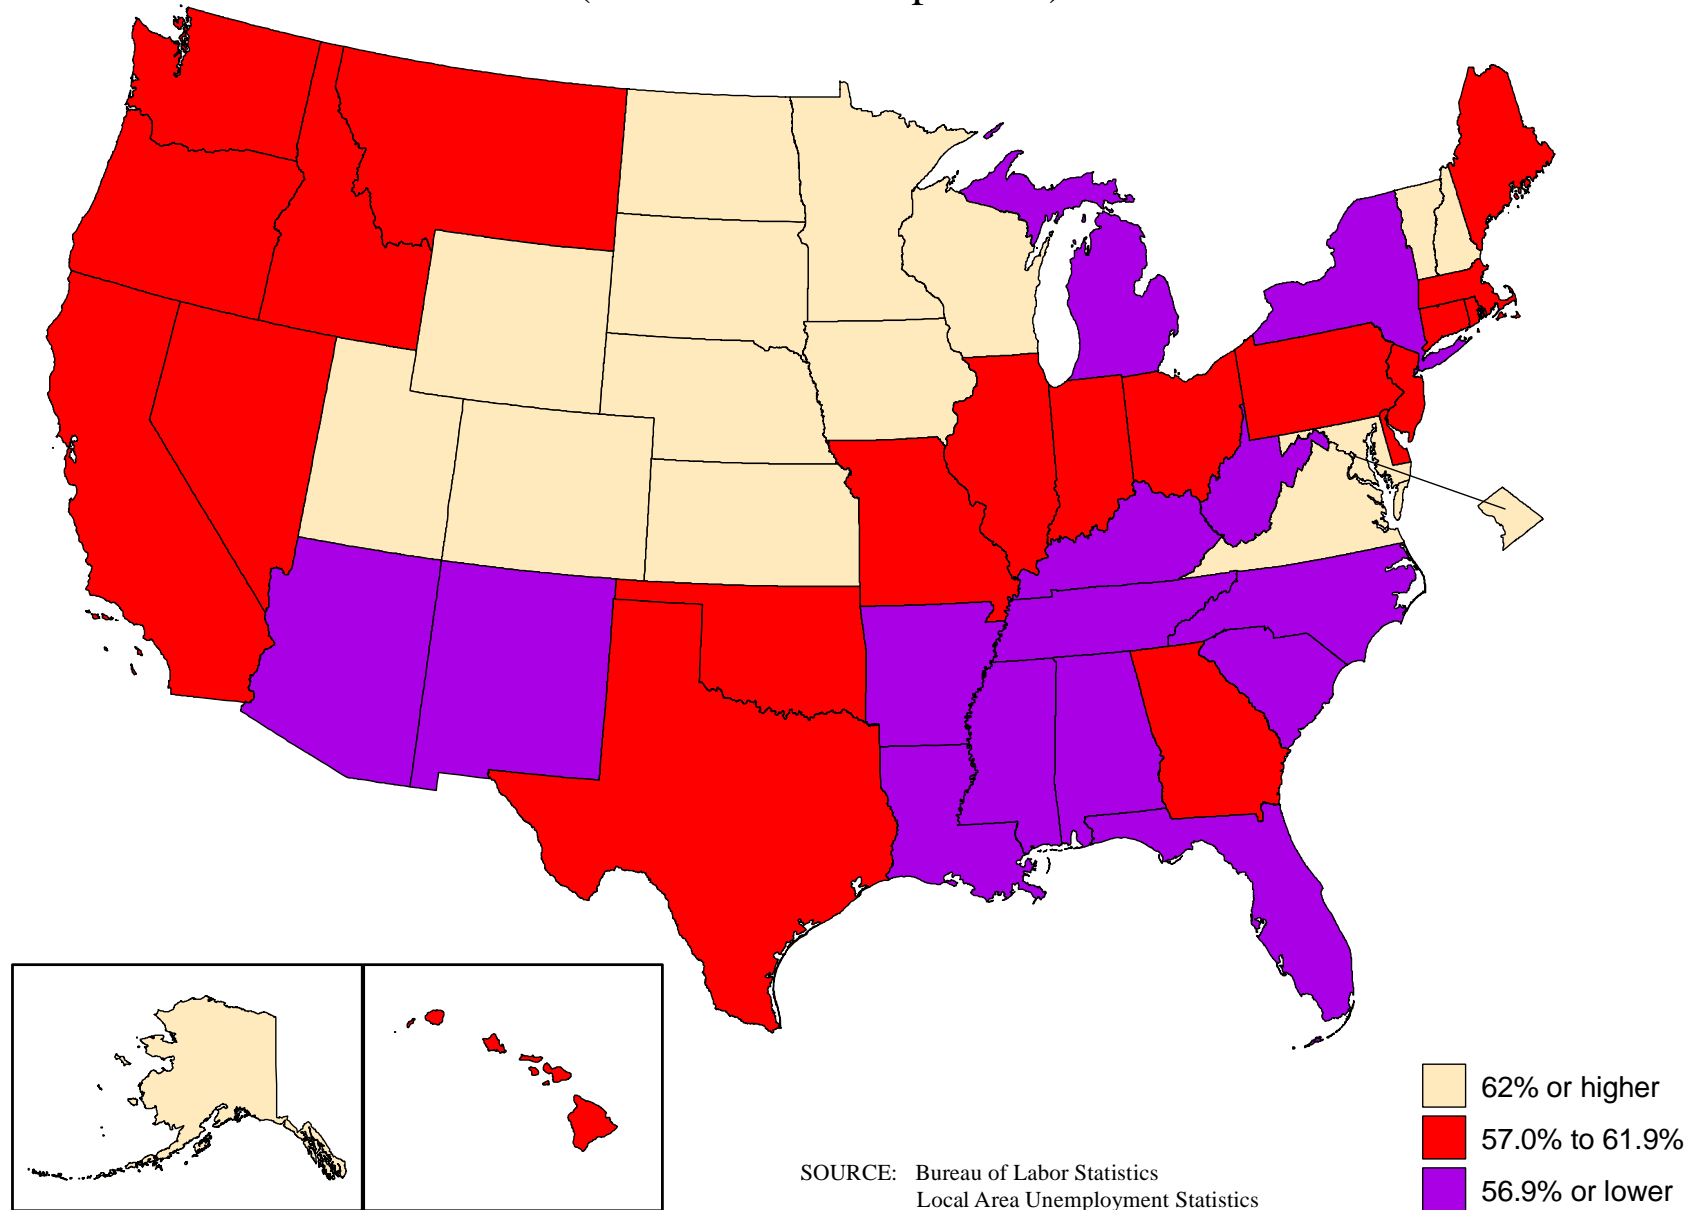 62% or higher
57.0% to 61.9%
SOURCE: Bureau of Labor Statistics
56.9% or lower
Local Area Unemployment Statistics